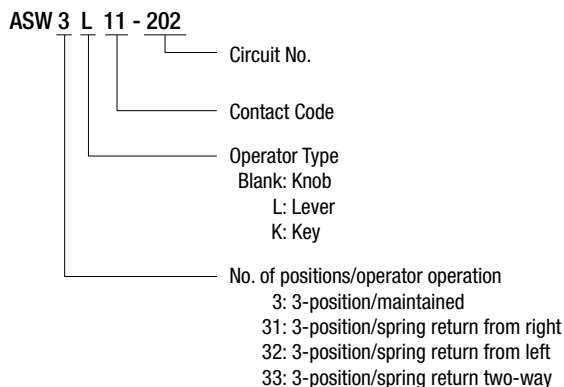 ASW 3 L 11 - 202
Circuit No.
Contact Code
Operator Type
Blank: Knob
L: Lever
K: Key
No. of positions/operator operation
3: 3-position/maintained
31: 3-position/spring return from right
32: 3-position/spring return from left
33: 3-position/spring return two-way